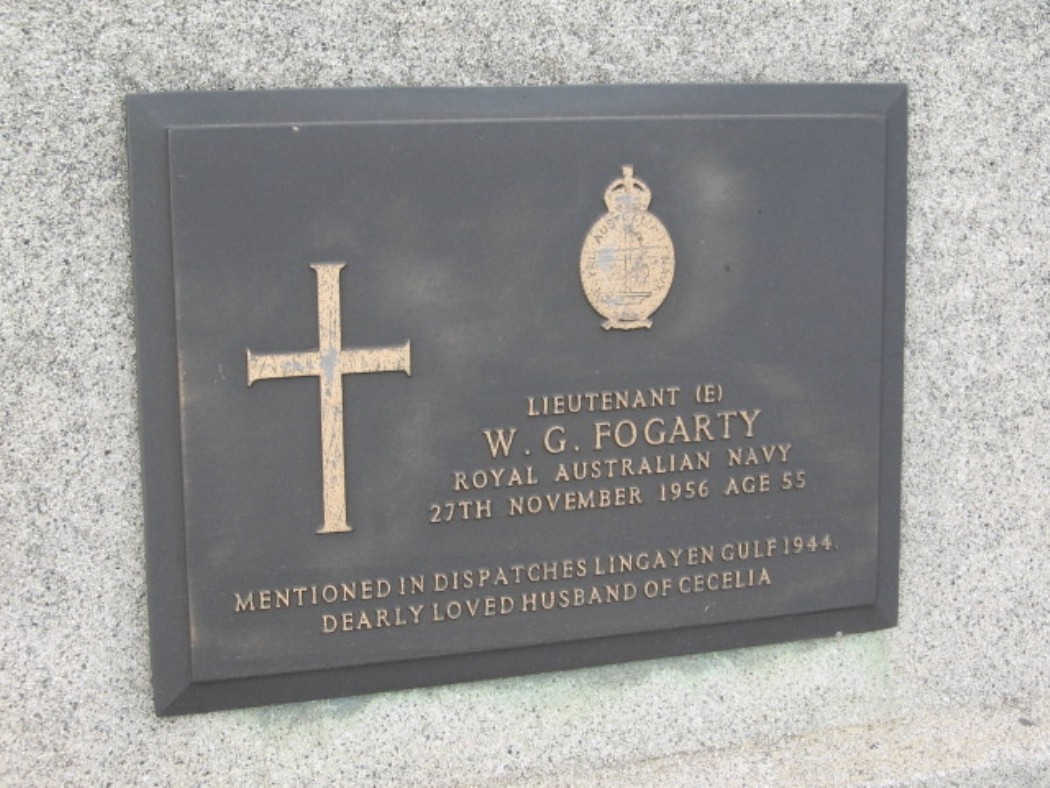 LIEUTENANT (E)
W. G. FOGARTY
ROYAL AUSTRALIAN NAVY
27TH NOVEMBER 1956 AGE 55
MENTIONED IN DISPATCHES LINGAYEN GULF 1944.
DEARLY LOVED HUSBAND OF CECELIA